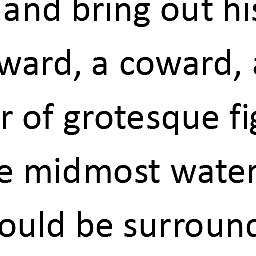 and bring out his
ward, a coward, a
r of grotesque fig
e midmost water
ould be surround